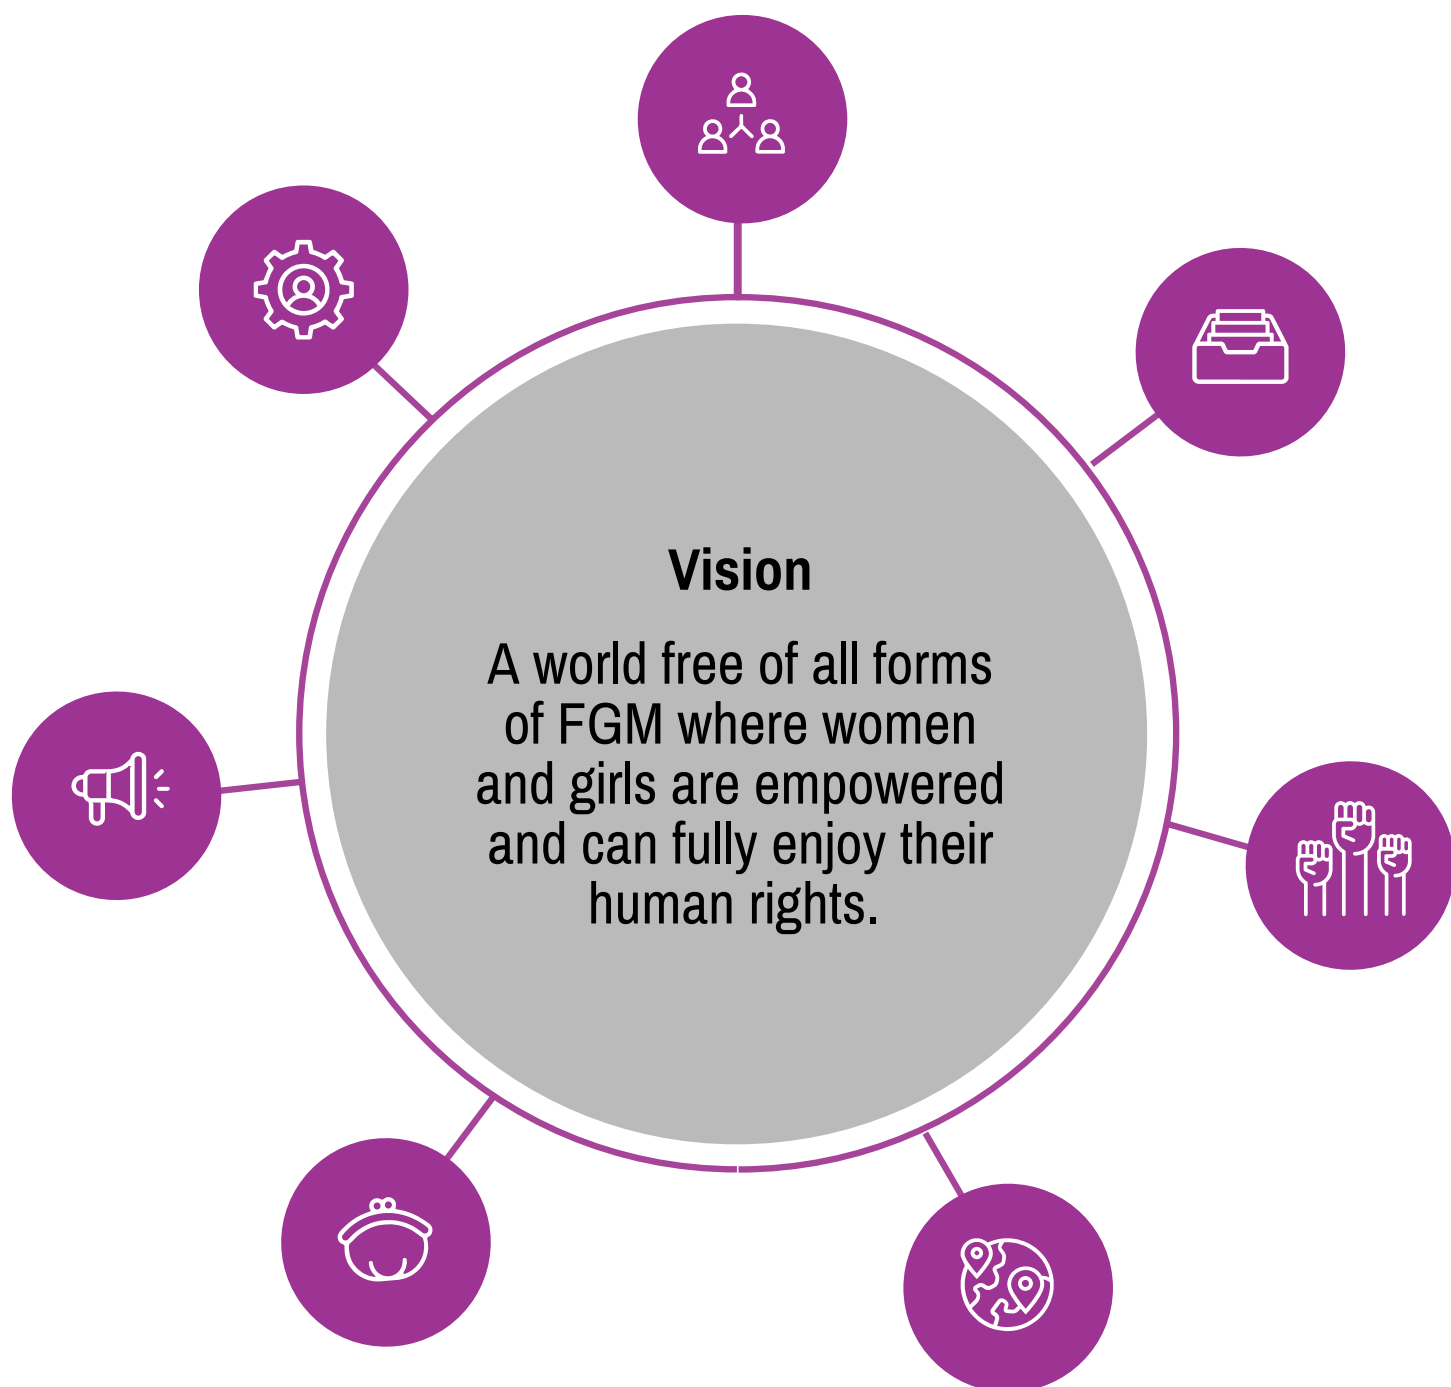 Vision
A world free of all forms
of FGM where women
and girls are empowered
and can fully enjoy their
human rights.